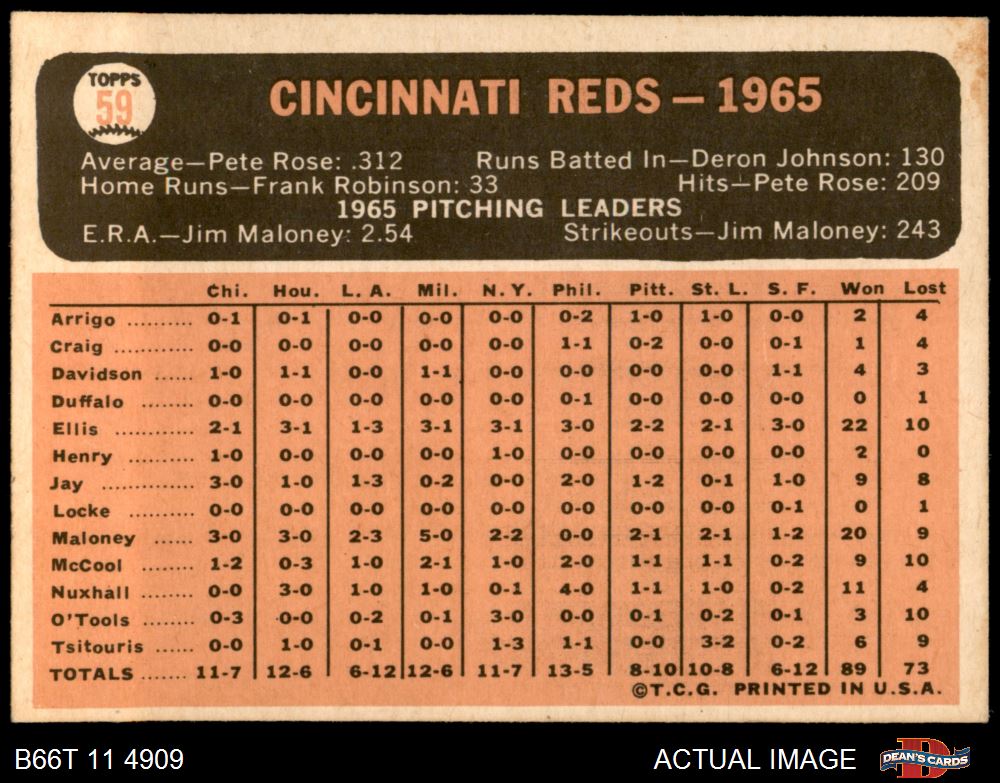 TOPPS
59
CINCINNATI REDS — 1965
Average—Pete Rose: .312 Runs Batted In—Deron Johnson: 130
Home Runs—Frank Robinson: 33 Hits—Pete Rose: 209
1965 PITCHING LEADERS
E.R.A.—Jim Maloney: 2.54 Strikeouts—Jim Maloney: 243
Chi. Hou. L. A. Mil. N. Y. Phil. Pitt. St. L. S. F. Won Lost
Arrigo .......... 0-1 0-1 0-0 0-0 0-0 0-2 1-0 1-0 0-0 2 4
Craig ............ 0-0 0-0 0-0 0-0 0-0 1-1 0-2 0-0 0-1 1 4
Davidson ...... 1-0 1-1 0-0 1-1 0-0 0-0 0-0 0-0 1-1 4 3
Duffalo ........ 0-0 0-0 0-0 0-0 0-0 0-1 0-0 0-0 0-0 0 1
Ellis ............ 2-1 3-1 1-3 3-1 3-1 3-0 2-2 2-1 3-0 22 10
Henry .......... 1-0 0-0 0-0 0-0 1-0 0-0 0-0 0-0 0-0 2 0
Jay .............. 3-0 1-0 1-3 0-2 0-0 2-0 1-2 0-1 1-0 9 8
Locke .......... 0-0 0-0 0-0 0-0 0-0 0-0 0-0 0-0 0-1 0 1
Maloney ...... 3-0 3-0 2-3 5-0 2-2 0-0 2-1 2-1 1-2 20 9
McCool ........ 1-2 0-3 1-0 2-1 1-0 2-0 1-1 1-1 0-2 9 10
Nuxhall ........ 0-0 3-0 1-0 1-0 0-1 4-0 1-1 1-0 0-2 11 4
O'Tools ........ 0-3 0-0 0-2 0-1 3-0 0-0 0-1 0-2 0-1 3 10
Tsitouris ...... 0-0 1-0 0-1 0-0 1-3 1-1 0-0 3-2 0-2 6 9
TOTALS ....... 11-7 12-6 6-12 12-6 11-7 13-5 8-10 10-8 6-12 89 73
©T.C.G. PRINTED IN U.S.A.
B66T 11 4909 ACTUAL IMAGE DEAN'S CARDS